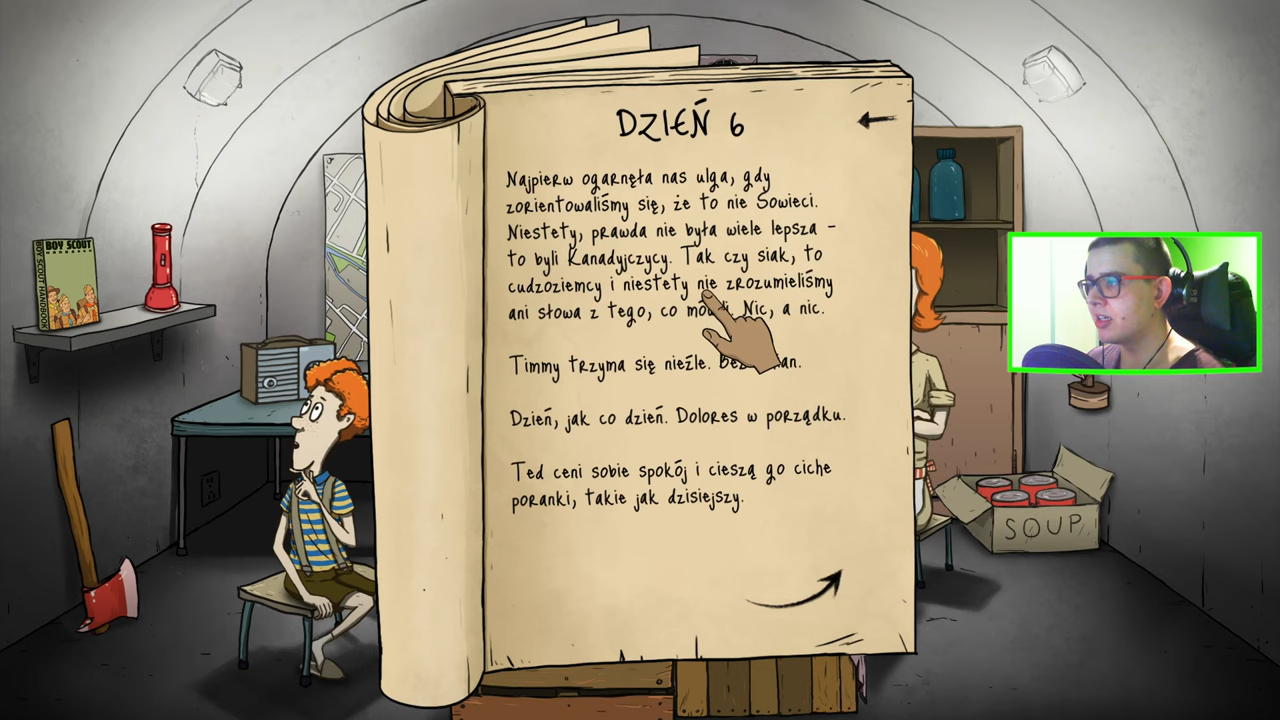 DZIEŃ 6
Najpierw ogarnęła nas ulga, gdy
zorientowaliśmy się, że to nie Sowieci.
Niestety, prawda nie była wiele lepsza -
to byli Kanadyjczycy. Tak czy siak, to
cudzoziemcy i niestety nie zrozumieliśmy
ani słowa z tego, co Nic, a nic.
Timmy trzyma się nieźle.
Dzień, jak co dzień. Dolores w porządku.
Ted ceni sobie spokój i cieszą go ciche
poranki, takie jak dzisiejszy.
BOY SCOUT
BOY SCOUT HANDBOOK
SOUP